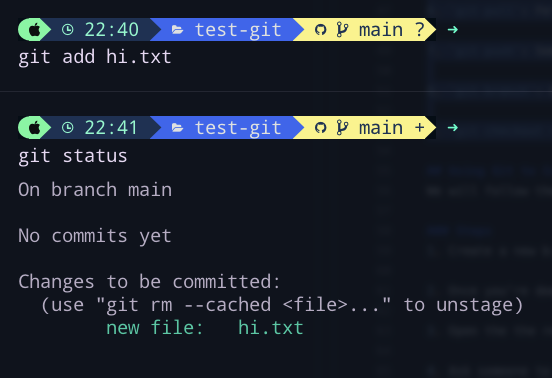 22:40 test-git main ? →
git add hi.txt
22:41 test-git main + →
git status
On branch main
No commits yet
Changes to be committed:
(use "git rm --cached <file>..." to unstage)
new file: hi.txt